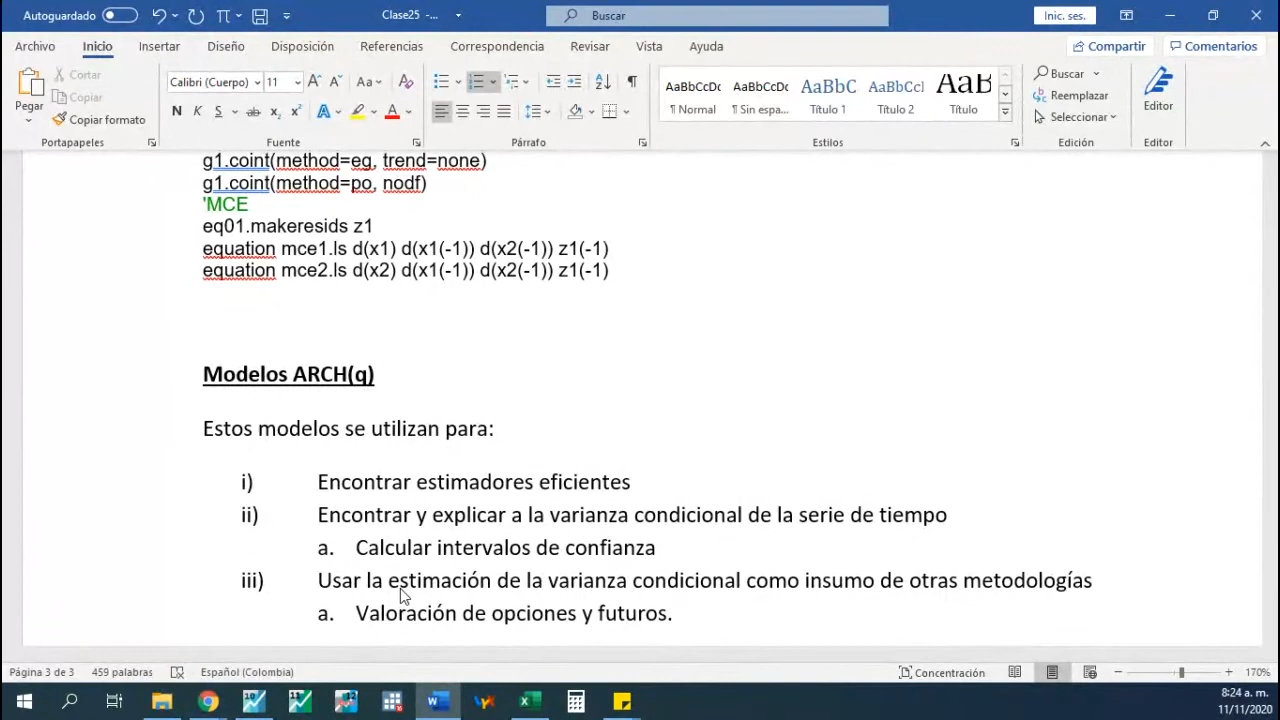 Autoguardado
Clase25 -...
Buscar
Inic. ses.
Archivo Inicio Insertar Diseño Disposición Referencias Correspondencia Revisar Vista Ayuda
Compartir Comentarios
Pegar
Cortar
Copiar
Copiar formato
Portapapeles
Calibri (Cuerpo) 11
N K S ab x₂ x²
Fuente
Párrafo
AaBbCcDc AaBbCcDc AaBbC AaBbCcI AaB
¶ Normal ¶ Sin espa... Título 1 Título 2 Título
Estilos
Buscar
Reemplazar
Seleccionar
Edición
Editor
Editor
g1.coint(method=eg, trend=none)
g1.coint(method=po, nodf)
'MCE
eq01.makeresids z1
equation mce1.ls d(x1) d(x1(-1)) d(x2(-1)) z1(-1)
equation mce2.ls d(x2) d(x1(-1)) d(x2(-1)) z1(-1)
Modelos ARCH(q)
Estos modelos se utilizan para:
i) Encontrar estimadores eficientes
ii) Encontrar y explicar a la varianza condicional de la serie de tiempo
a. Calcular intervalos de confianza
iii) Usar la estimación de la varianza condicional como insumo de otras metodologías
a. Valoración de opciones y futuros.
Página 3 de 3 459 palabras Español (Colombia) Concentración 170%
8:24 a. m.
11/11/2020